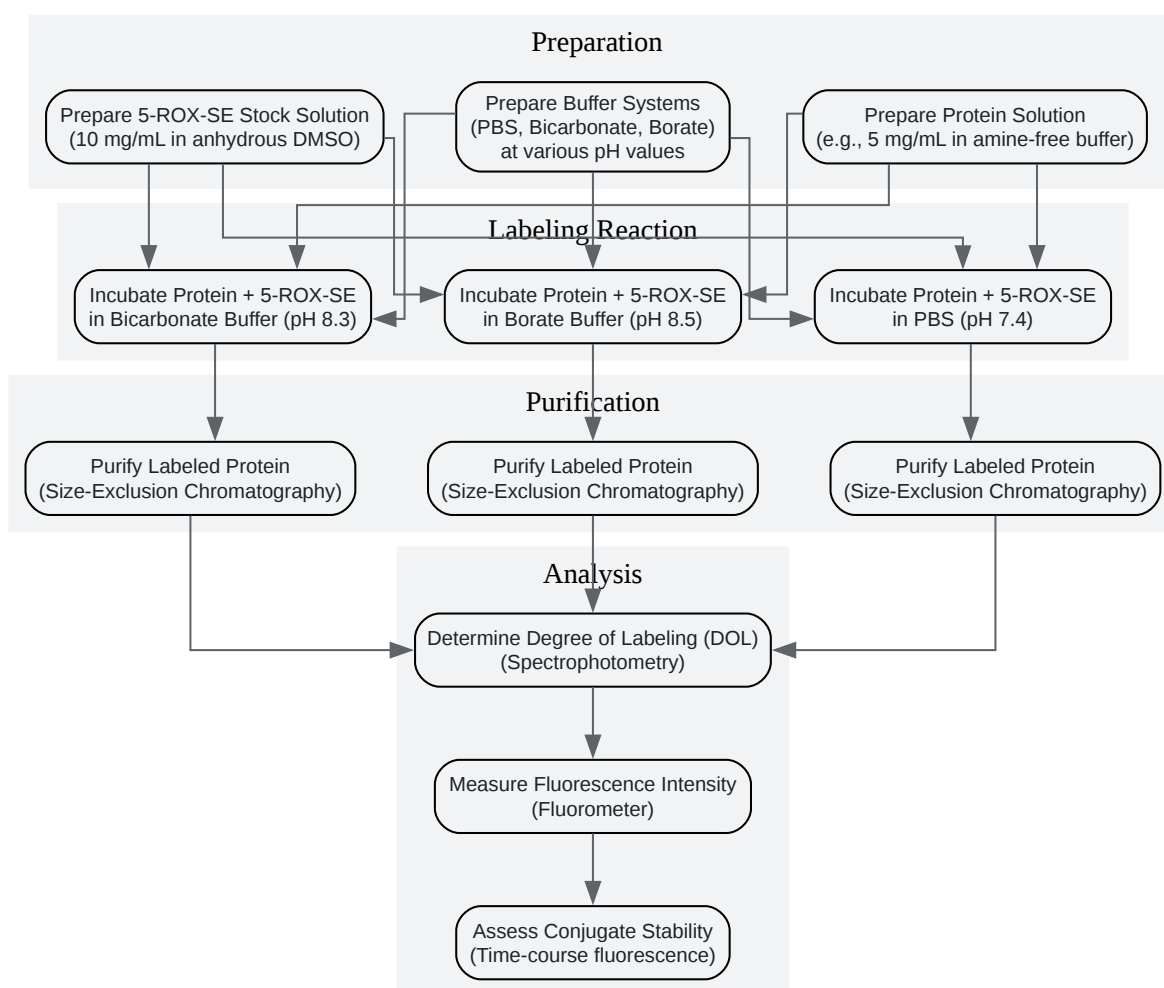 Preparation
Prepare 5-ROX-SE Stock Solution
(10 mg/mL in anhydrous DMSO)
Prepare Buffer Systems
(PBS, Bicarbonate, Borate)
at various pH values
Prepare Protein Solution
(e.g., 5 mg/mL in amine-free buffer)
Labeling Reaction
Incubate Protein + 5-ROX-SE
in Bicarbonate Buffer (pH 8.3)
Incubate Protein + 5-ROX-SE
in Borate Buffer (pH 8.5)
Incubate Protein + 5-ROX-SE
in PBS (pH 7.4)
Purification
Purify Labeled Protein
(Size-Exclusion Chromatography)
Purify Labeled Protein
(Size-Exclusion Chromatography)
Purify Labeled Protein
(Size-Exclusion Chromatography)
Analysis
Determine Degree of Labeling (DOL)
(Spectrophotometry)
Measure Fluorescence Intensity
(Fluorometer)
Assess Conjugate Stability
(Time-course fluorescence)